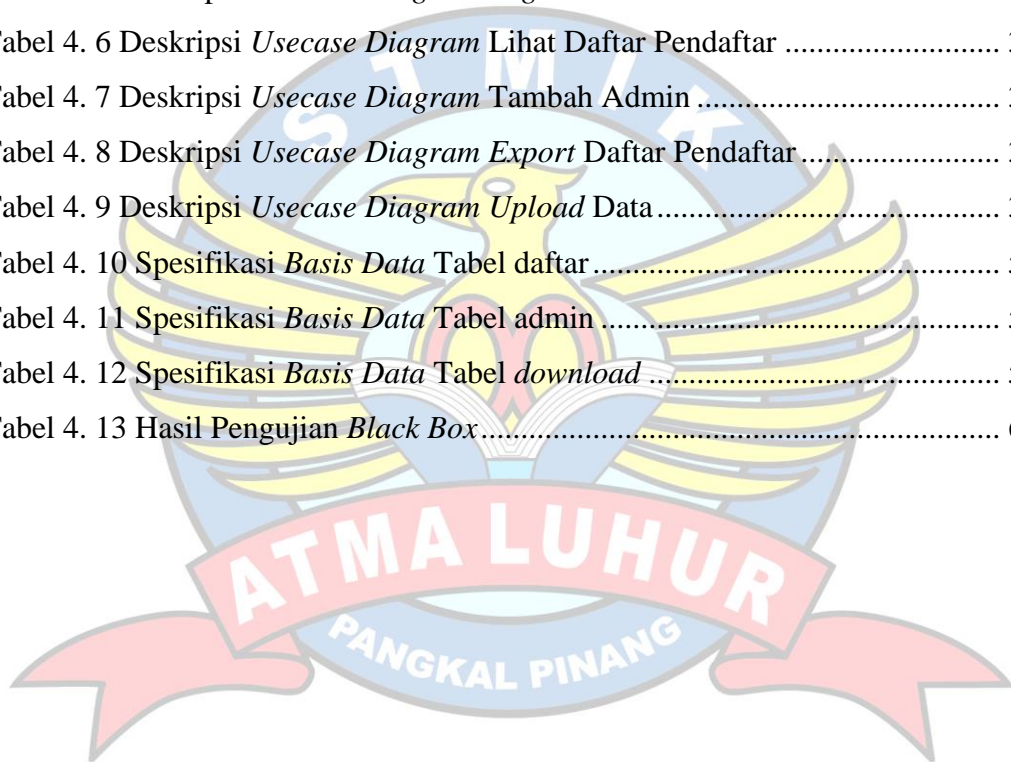 Tabel 4. 6 Deskripsi Usecase Diagram Lihat Daftar Pendaftar ..............................
Tabel 4. 7 Deskripsi Usecase Diagram Tambah Admin ..........................................
Tabel 4. 8 Deskripsi Usecase Diagram Export Daftar Pendaftar ...........................
Tabel 4. 9 Deskripsi Usecase Diagram Upload Data ...............................................
Tabel 4. 10 Spesifikasi Basis Data Tabel daftar ........................................................
Tabel 4. 11 Spesifikasi Basis Data Tabel admin .......................................................
Tabel 4. 12 Spesifikasi Basis Data Tabel download .................................................
Tabel 4. 13 Hasil Pengujian Black Box ........................................................................
STMIK
ATMA LUHUR
PANGKAL PINANG